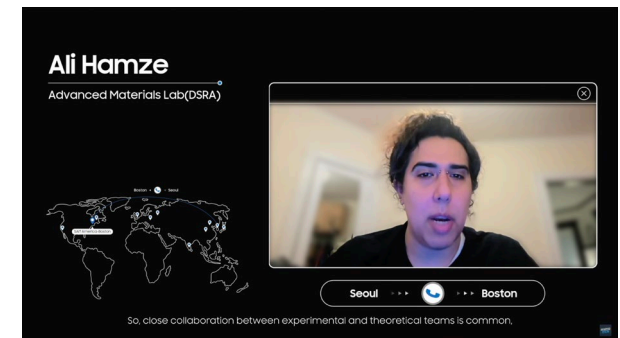 Ali Hamze
Advanced Materials Lab(DSRA)
Boston
Seoul
Seoul
Boston
So, close collaboration between experimental and theoretical teams is common,